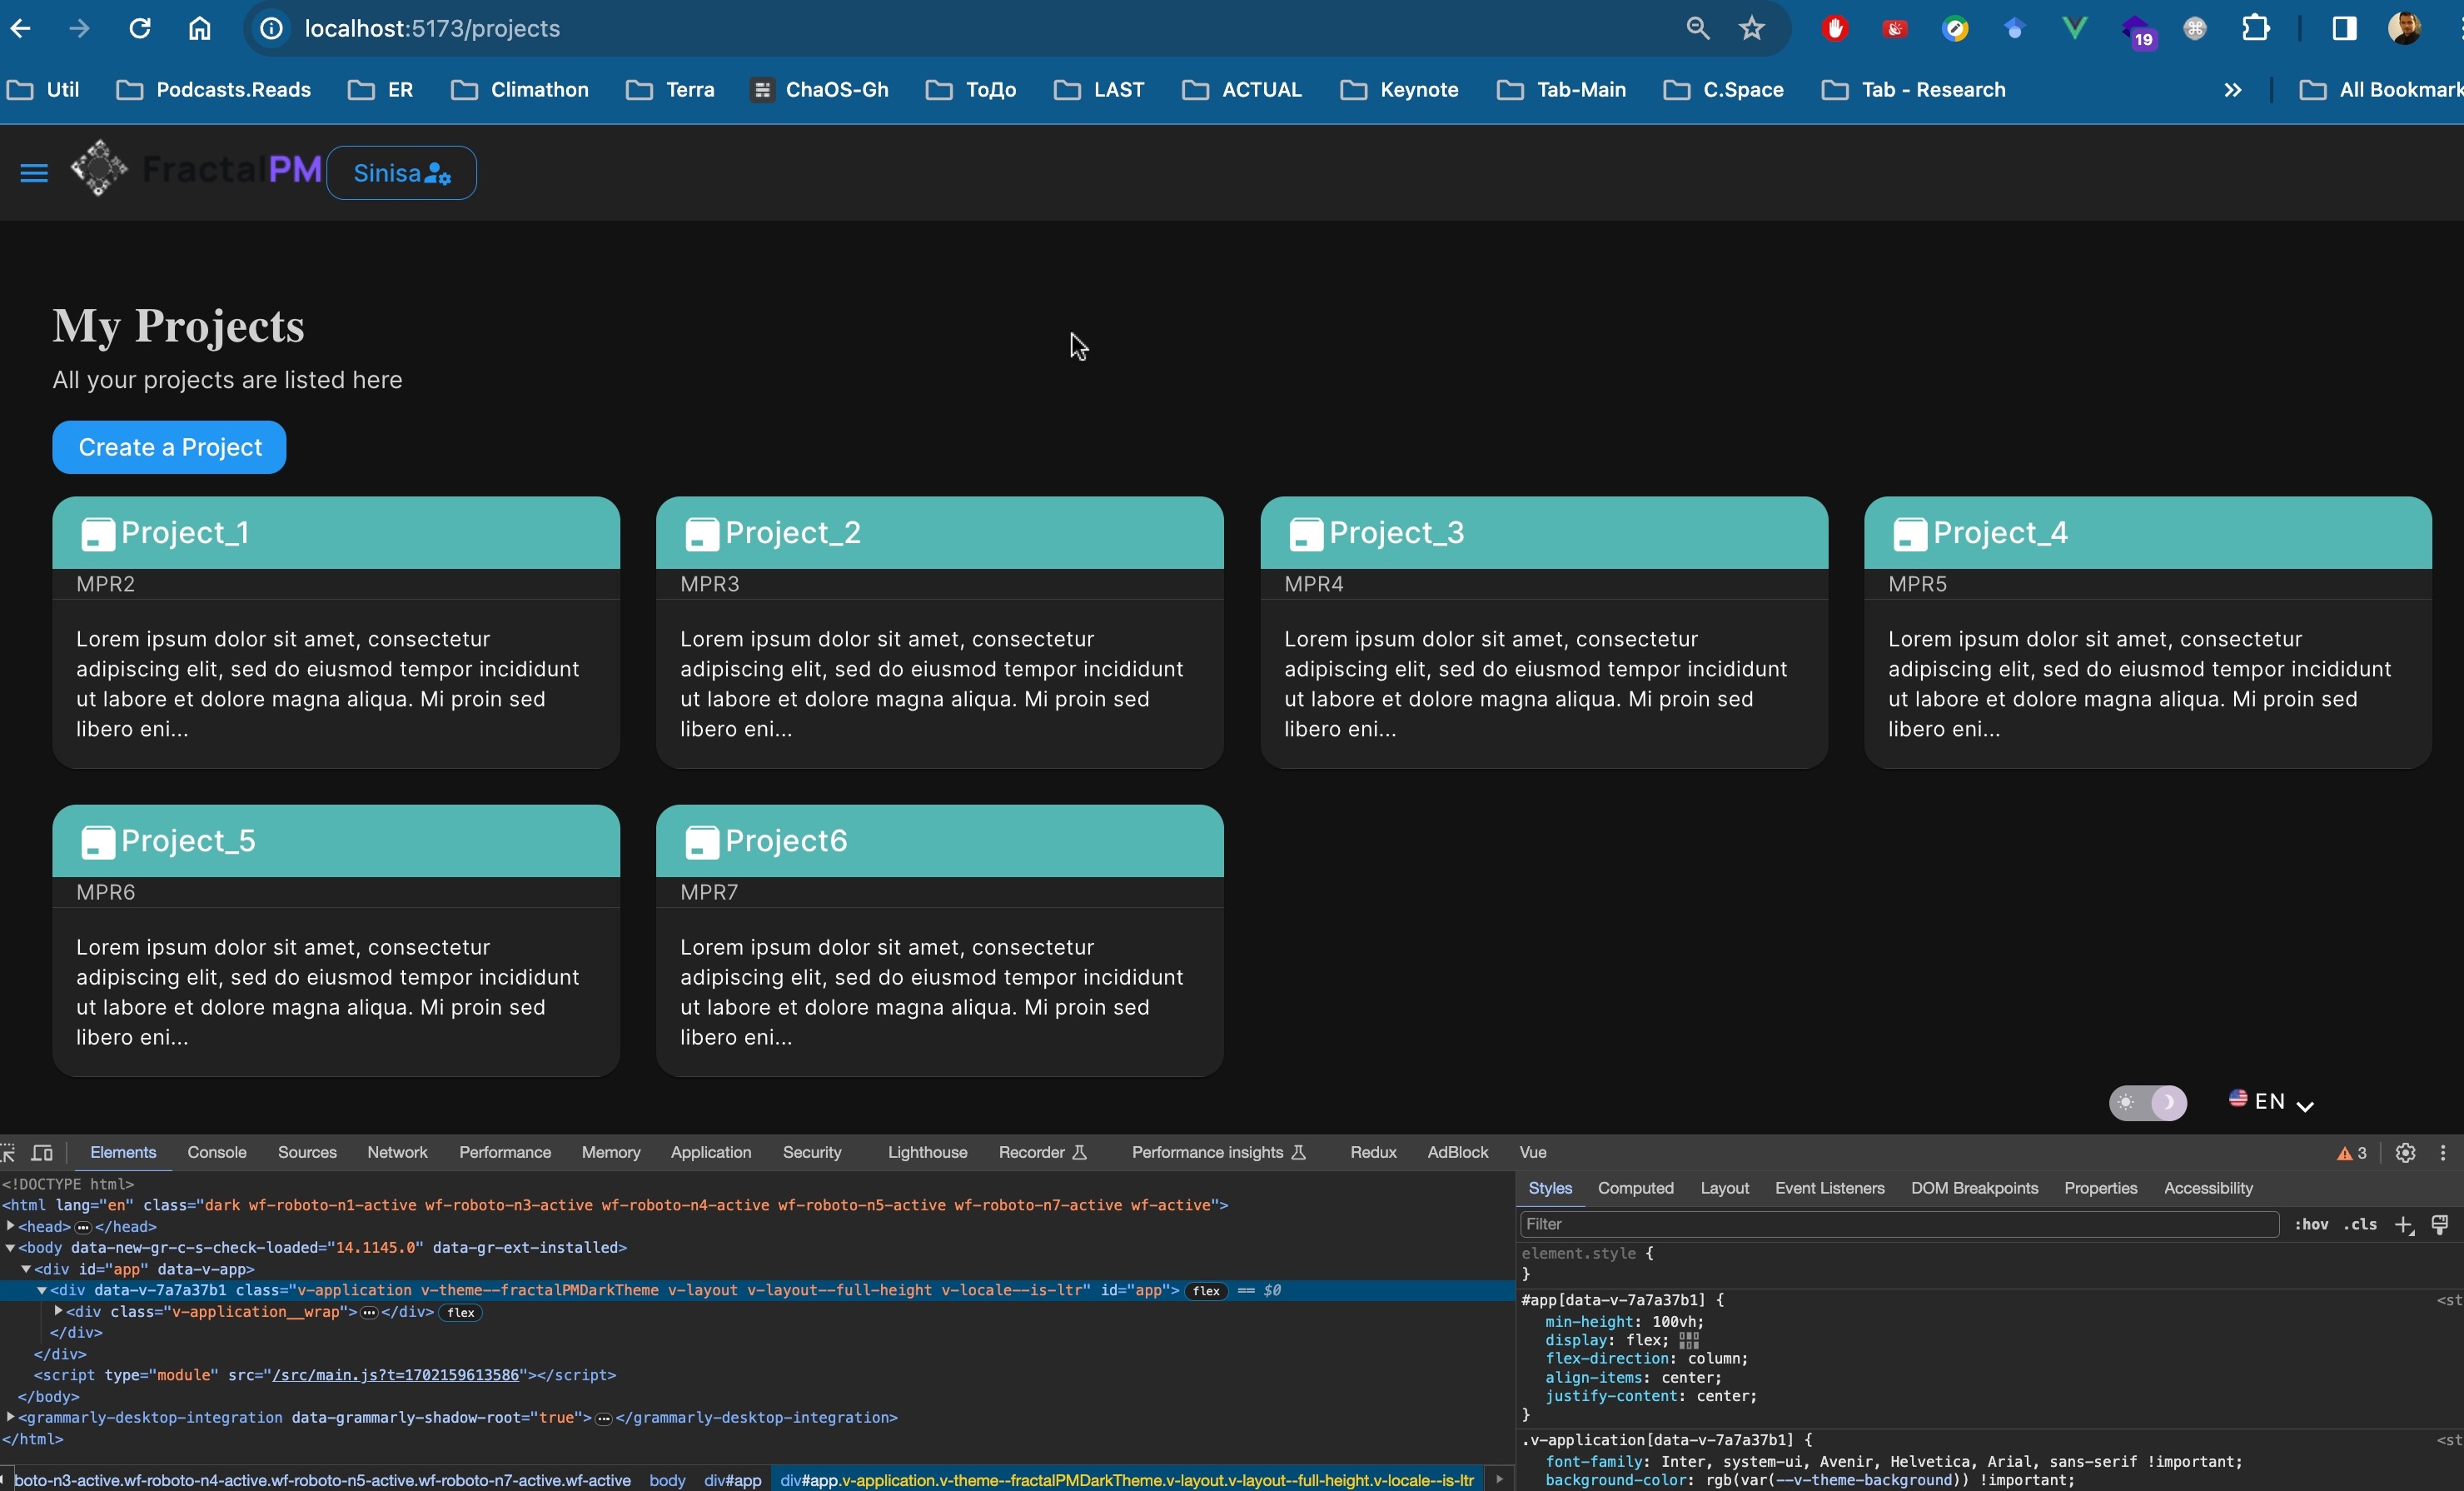 localhost:5173/projects
19
Util Podcasts.Reads ER Climathon Terra ChaOS-Gh ToДo LAST ACTUAL Keynote Tab-Main C.Space Tab - Research » All Bookmark
FractalPM Sinisa
My Projects
All your projects are listed here
Create a Project
Project_1 Project_2 Project_3 Project_4
MPR2 MPR3 MPR4 MPR5
Lorem ipsum dolor sit amet, consectetur Lorem ipsum dolor sit amet, consectetur Lorem ipsum dolor sit amet, consectetur Lorem ipsum dolor sit amet, consectetur
adipiscing elit, sed do eiusmod tempor incididunt adipiscing elit, sed do eiusmod tempor incididunt adipiscing elit, sed do eiusmod tempor incididunt adipiscing elit, sed do eiusmod tempor incididunt
ut labore et dolore magna aliqua. Mi proin sed ut labore et dolore magna aliqua. Mi proin sed ut labore et dolore magna aliqua. Mi proin sed ut labore et dolore magna aliqua. Mi proin sed
libero eni... libero eni... libero eni... libero eni...
Project_5 Project6
MPR6 MPR7
Lorem ipsum dolor sit amet, consectetur Lorem ipsum dolor sit amet, consectetur
adipiscing elit, sed do eiusmod tempor incididunt adipiscing elit, sed do eiusmod tempor incididunt
ut labore et dolore magna aliqua. Mi proin sed ut labore et dolore magna aliqua. Mi proin sed
libero eni... libero eni...
EN
Elements Console Sources Network Performance Memory Application Security Lighthouse Recorder Performance insights Redux AdBlock Vue 3
<!DOCTYPE html>
<html lang="en" class="dark wf-roboto-n1-active wf-roboto-n3-active wf-roboto-n4-active wf-roboto-n5-active wf-roboto-n7-active wf-active">
<head>…</head>
<body data-new-gr-c-s-check-loaded="14.1145.0" data-gr-ext-installed>
<div id="app" data-v-app>
<div data-v-7a7a37b1 class="v-application v-theme--fractalPMDarkTheme v-layout v-layout--full-height v-locale--is-ltr" id="app"> flex == $0
<div class="v-application__wrap">…</div> flex
</div>
</div>
<script type="module" src="/src/main.js?t=1702159613586"></script>
</body>
<grammarly-desktop-integration data-grammarly-shadow-root="true">…</grammarly-desktop-integration>
</html>
boto-n3-active.wf-roboto-n4-active.wf-roboto-n5-active.wf-roboto-n7-active.wf-active body div#app div#app.v-application.v-theme--fractalPMDarkTheme.v-layout.v-layout--full-height.v-locale--is-ltr
Styles Computed Layout Event Listeners DOM Breakpoints Properties Accessibility
Filter :hov .cls
element.style {
}
#app[data-v-7a7a37b1] { <st
min-height: 100vh;
display: flex;
flex-direction: column;
align-items: center;
justify-content: center;
}
.v-application[data-v-7a7a37b1] { <st
font-family: Inter, system-ui, Avenir, Helvetica, Arial, sans-serif !important;
background-color: rgb(var(--v-theme-background)) !important;